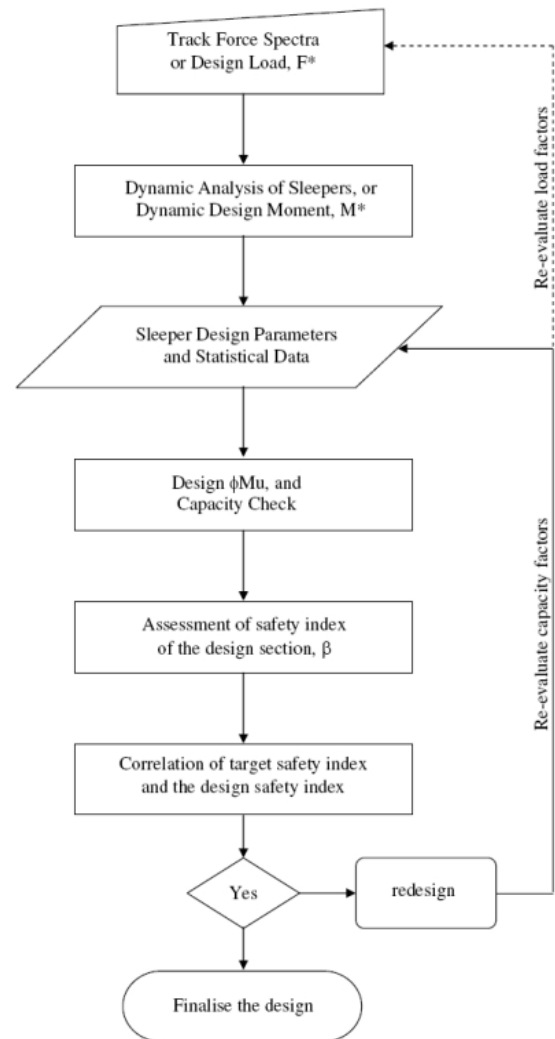 Track Force Spectra
or Design Load, F*
Dynamic Analysis of Sleepers, or
Dynamic Design Moment, M*
Sleeper Design Parameters
and Statistical Data
Design ϕMu, and
Capacity Check
Assessment of safety index
of the design section, β
Correlation of target safety index
and the design safety index
Yes
redesign
Finalise the design
Re-evaluate load factors
Re-evaluate capacity factors